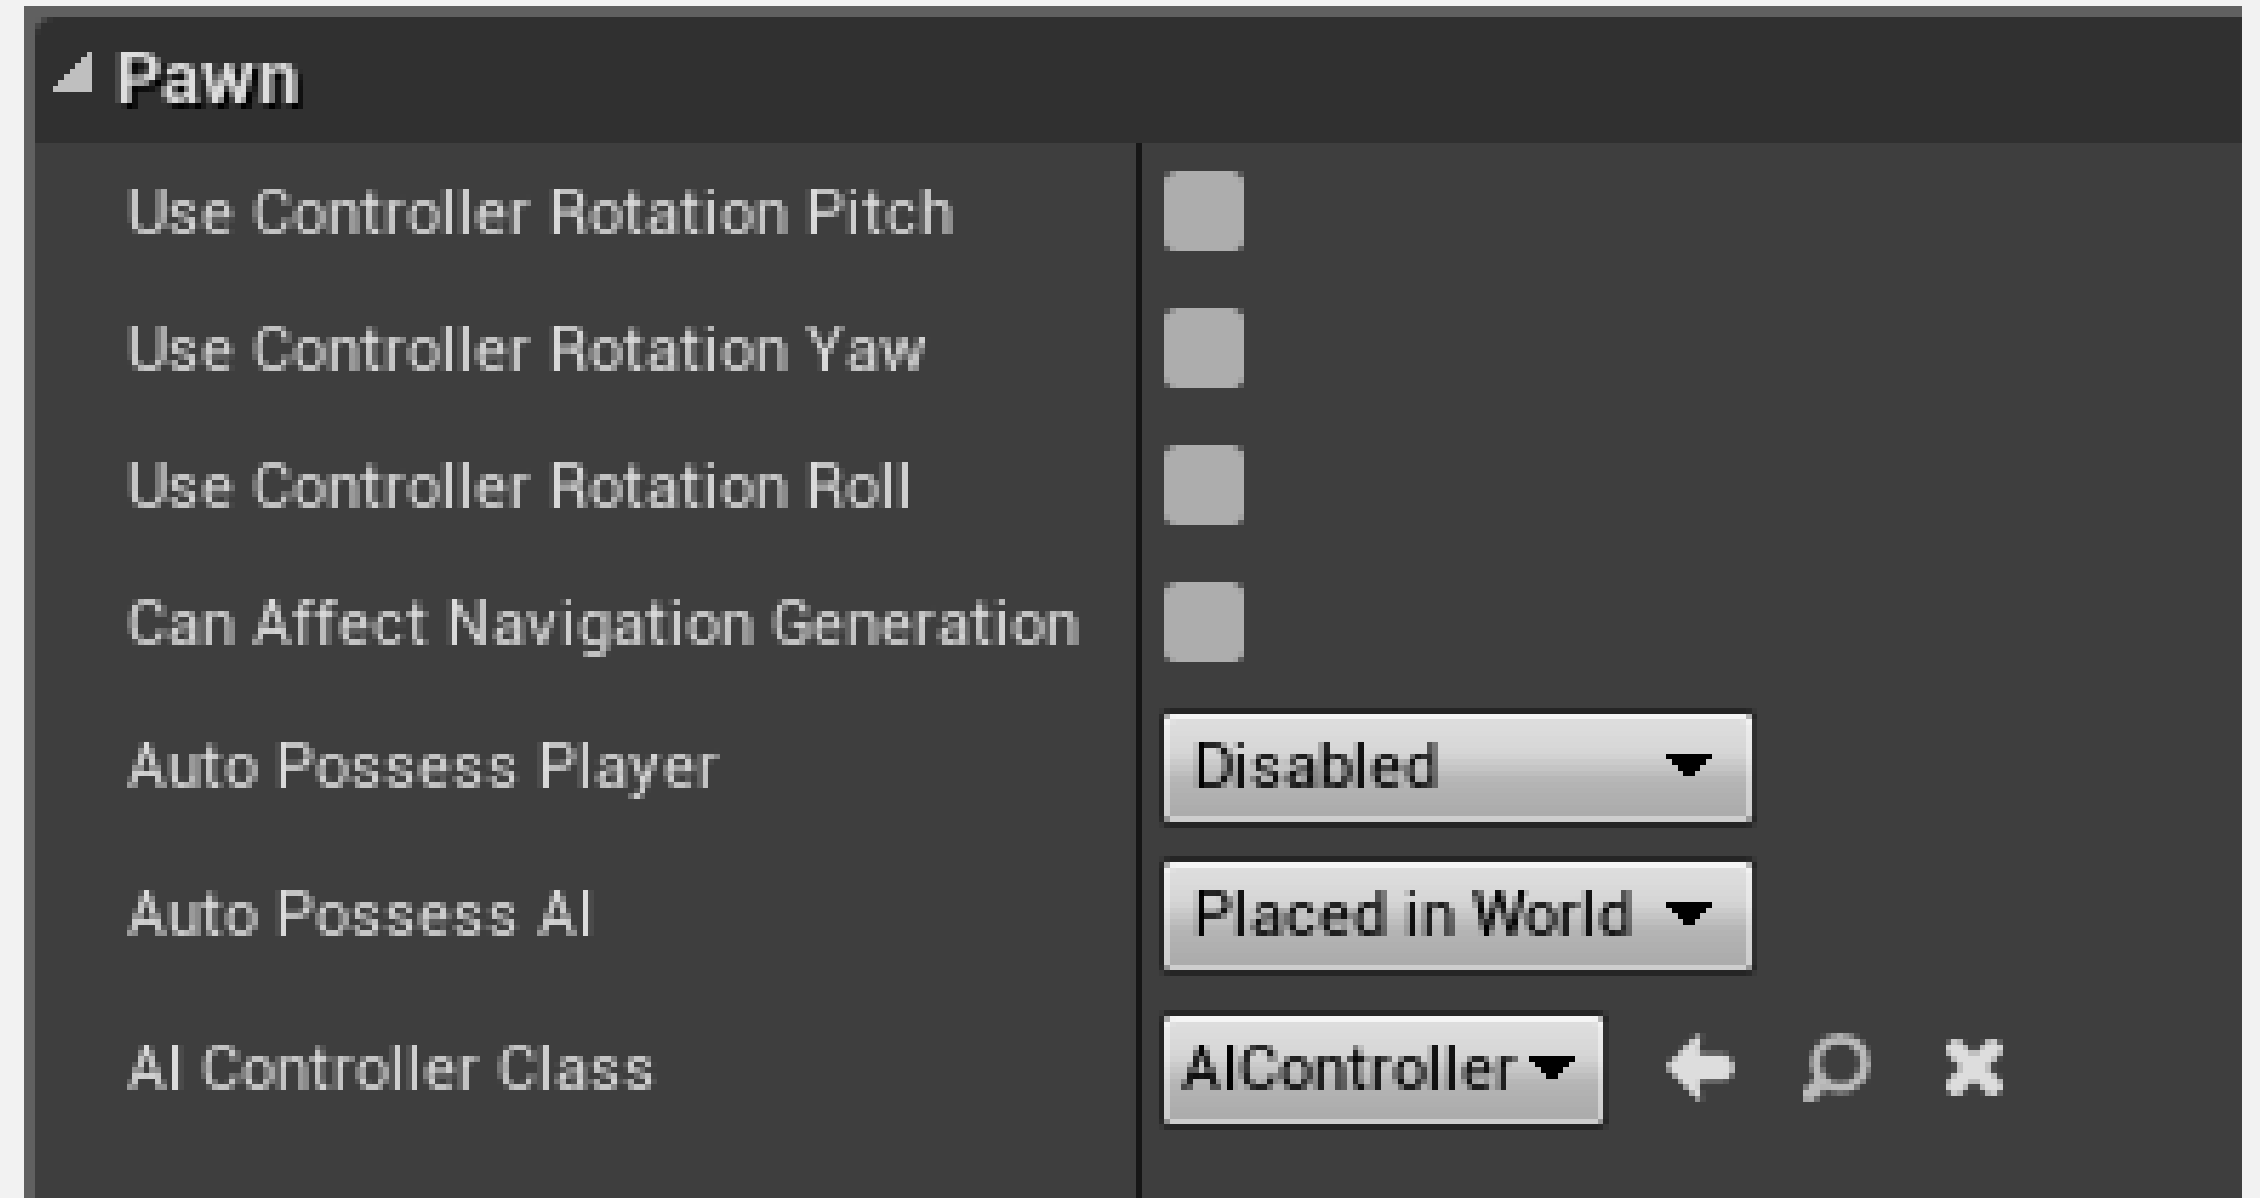 Pawn
Use Controller Rotation Pitch
Use Controller Rotation Yaw
Use Controller Rotation Roll
Can Affect Navigation Generation
Auto Possess Player Disabled
Auto Possess AI Placed in World
AI Controller Class AIController